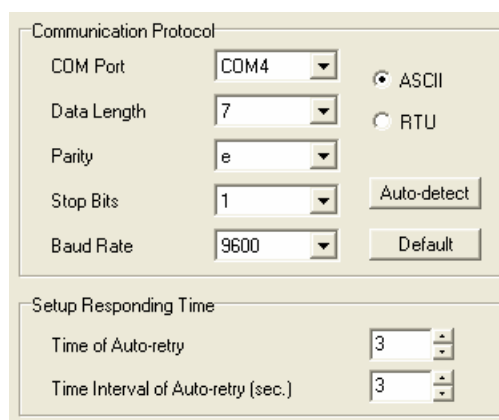 Communication Protocol
COM Port COM4
ASCII
Data Length 7
RTU
Parity e
Stop Bits 1 Auto-detect
Baud Rate 9600 Default
Setup Responding Time
Time of Auto-retry 3
Time Interval of Auto-retry (sec.) 3